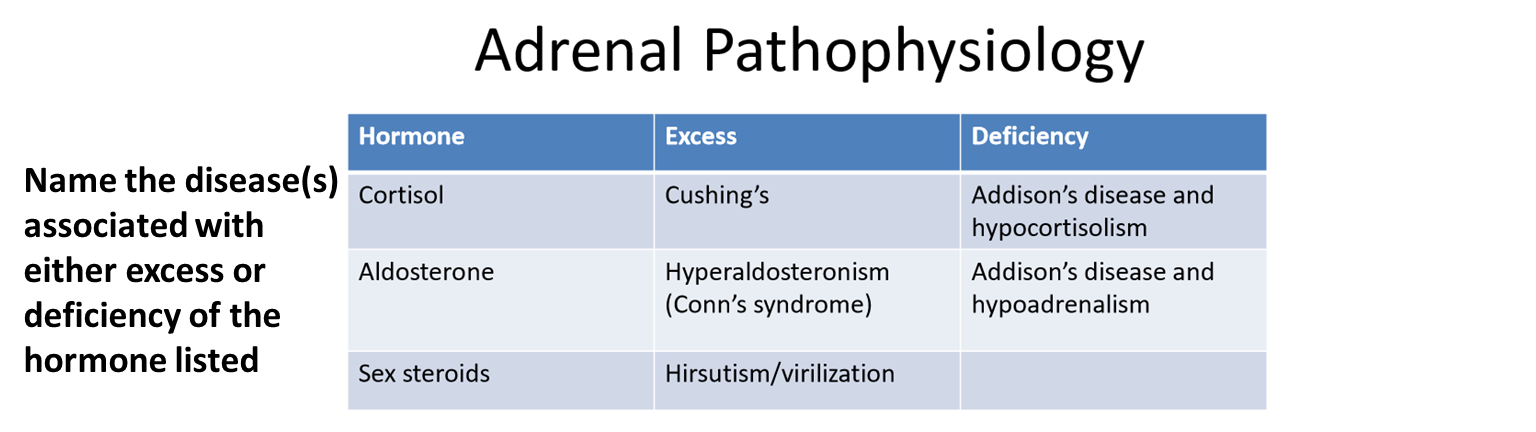 Adrenal Pathophysiology
Name the disease(s)
associated with
either excess or
deficiency of the
hormone listed
Hormone Excess Deficiency
Cortisol Cushing’s Addison’s disease and
hypocortisolism
Aldosterone Hyperaldosteronism Addison’s disease and
(Conn’s syndrome) hypoadrenalism
Sex steroids Hirsutism/virilization